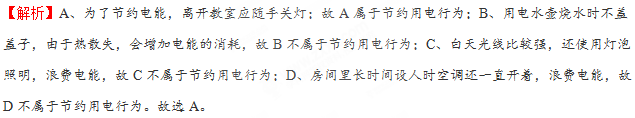 【解析】A、为了节约电能，离开教室应随手关灯；故 A 属于节约用电行为；B、用电水壶烧水时不盖
盖子，由于热散失，会增加电能的消耗，故 B 不属于节约用电行为；C、白天光线比较强，还使用灯泡
照明，浪费电能，故 C 不属于节约用电行为；D、房间里长时间设人时空调还一直开着，浪费电能，故
D 不属于节约用电行为。故选 A。